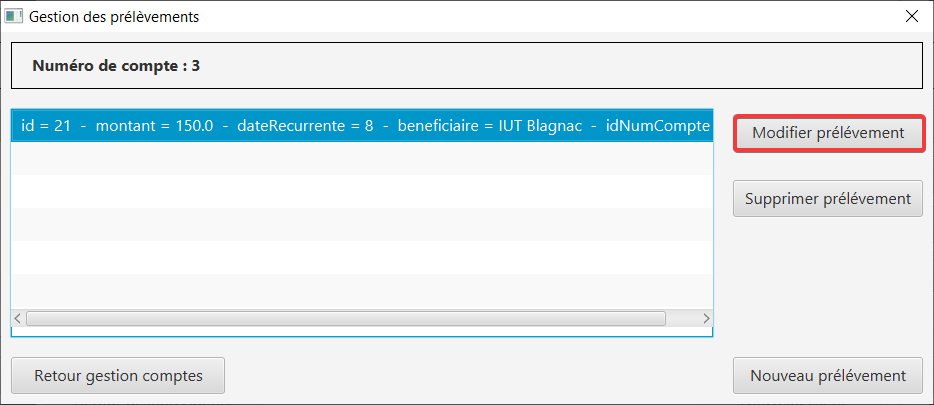 Gestion des prélèvements
Numéro de compte : 3
id = 21 - montant = 150.0 - dateRecurrente = 8 - beneficiaire = IUT Blagnac - idNumCompte
Modifier prélévement
Supprimer prélévement
Retour gestion comptes
Nouveau prélévement